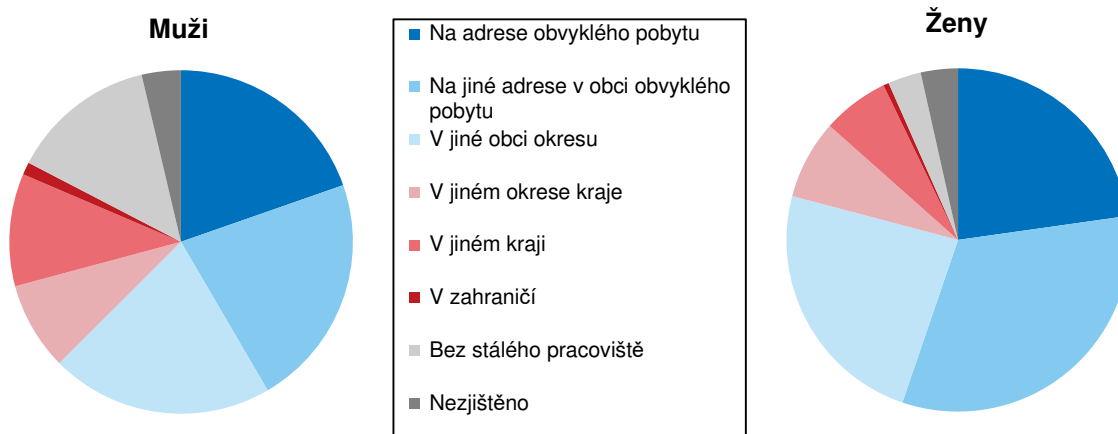 Muži
Na adrese obvyklého pobytu
Na jiné adrese v obci obvyklého
pobytu
V jiné obci okresu
V jiném okrese kraje
V jiném kraji
V zahraničí
Bez stálého pracoviště
Nezjištěno
Ženy